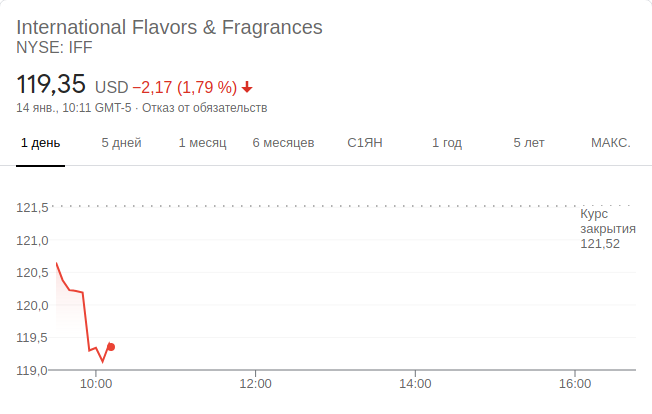 International Flavors & Fragrances
NYSE: IFF
119,35 USD −2,17 (1,79 %)
14 янв., 10:11 GMT-5 · Отказ от обязательств
1 день 5 дней 1 месяц 6 месяцев С1ЯН 1 год 5 лет МАКС.
121,5
Курс
закрытия
121,52
121,0
120,5
120,0
119,5
119,0
10:00 12:00 14:00 16:00